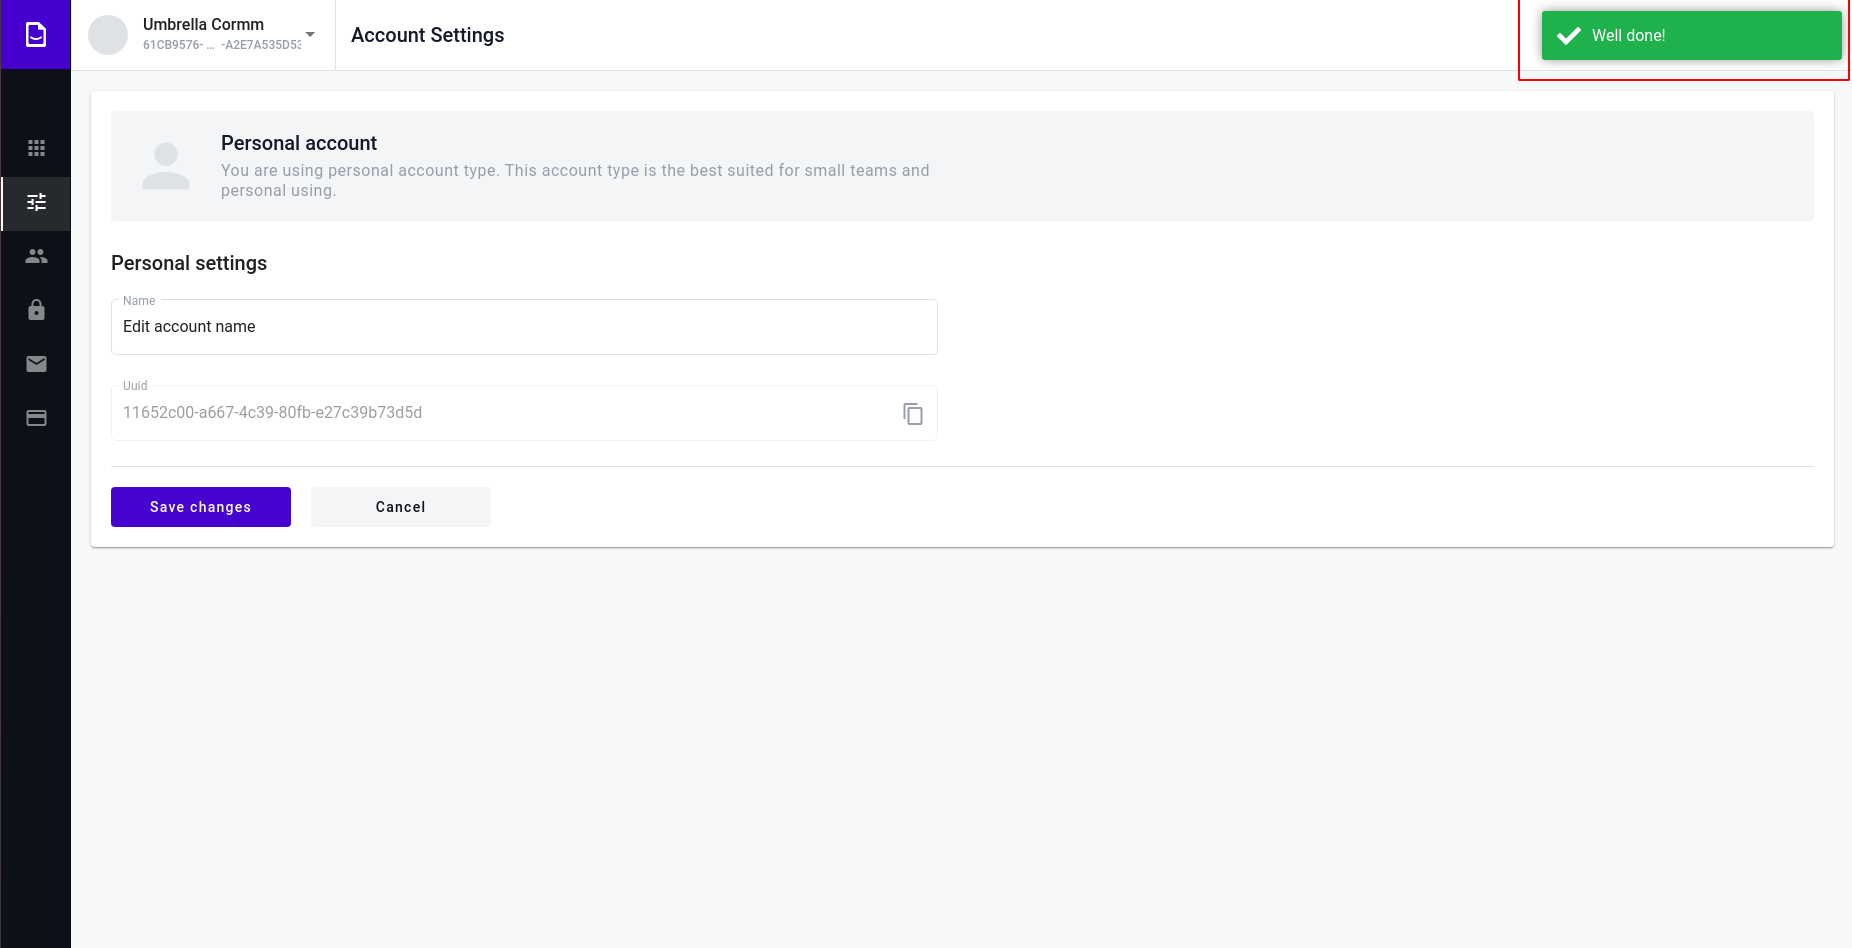 Umbrella Cormm
61CB9576- ... -A2E7A535D53
Account Settings
Well done!
Personal account
You are using personal account type. This account type is the best suited for small teams and
personal using.
Personal settings
Name
Edit account name
Uuid
11652c00-a667-4c39-80fb-e27c39b73d5d
Save changes
Cancel